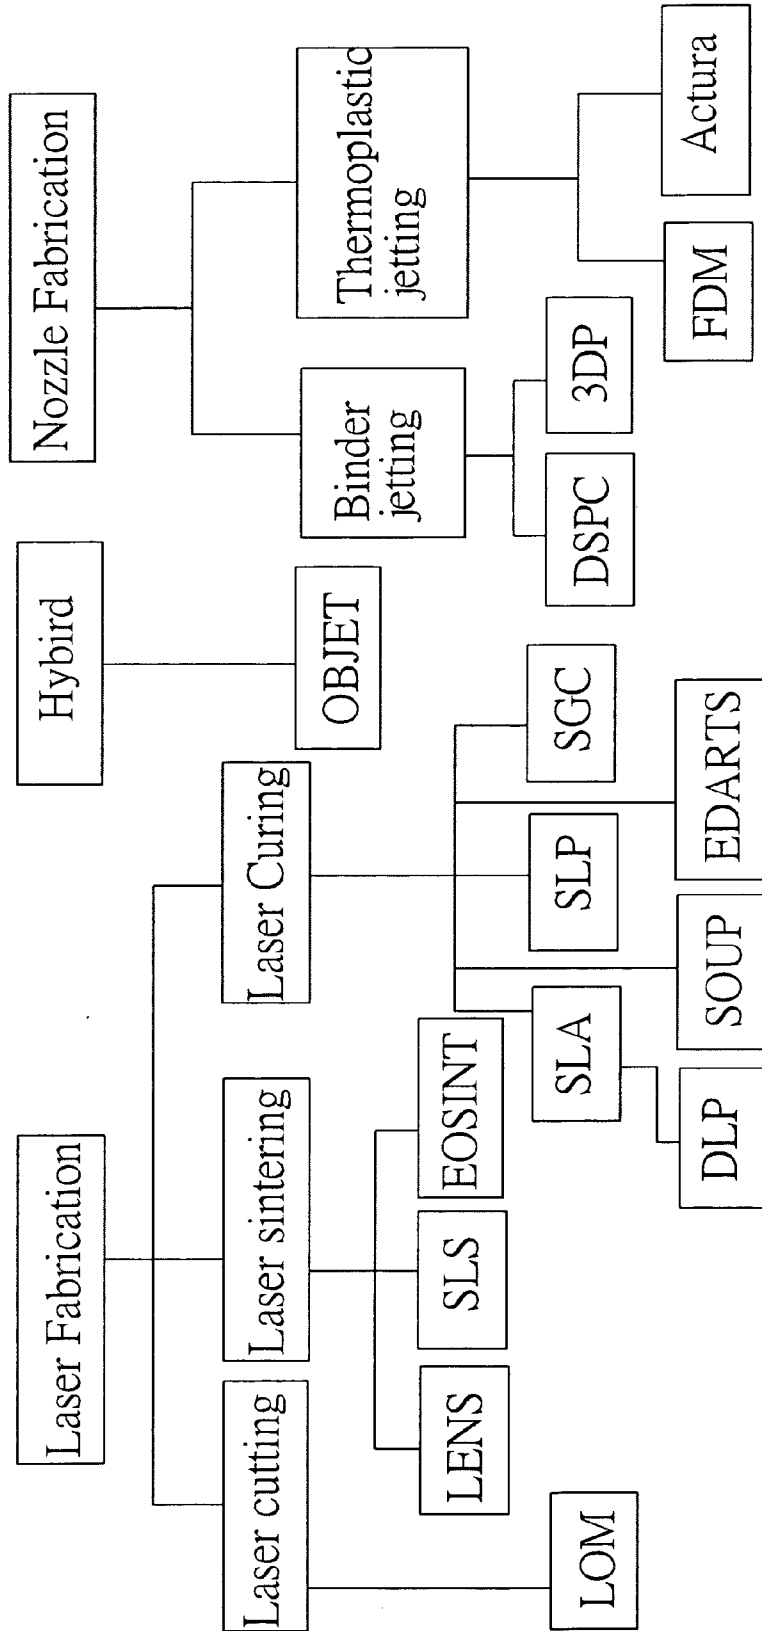 Laser Fabrication
Hybird
Nozzle Fabrication
Laser cutting
Laser sintering
Laser Curing
OBJET
Binder
jetting
Thermoplastic
jetting
LOM
LENS
SLS
EOSINT
SLA
SLP
SGC
DLP
SOUP
EDARTS
DSPC
3DP
FDM
Actura